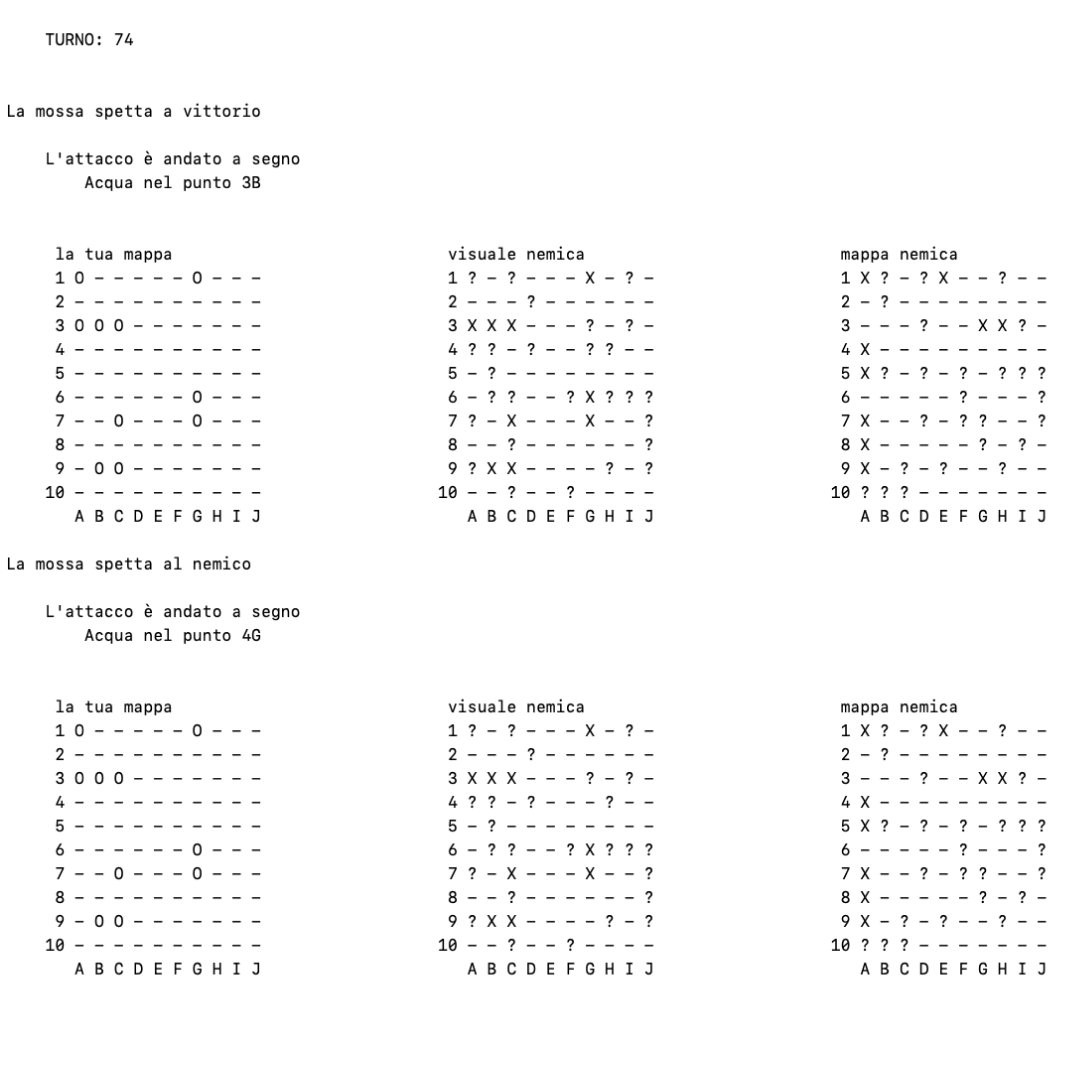 TURNO: 74
La mossa spetta a vittorio
L'attacco è andato a segno
Acqua nel punto 3B
la tua mappa visuale nemica mappa nemica
1 O - - - - - O - - - 1 ? - ? - - - X - ? - 1 X ? - ? X - - ? - -
2 - - - - - - - - - - 2 - - - ? - - - - - - 2 - ? - - - - - - - -
3 O O O - - - - - - - 3 X X X - - - ? - ? - 3 - - - ? - - X X ? -
4 - - - - - - - - - - 4 ? ? - ? - - ? ? - - 4 X - - - - - - - - -
5 - - - - - - - - - - 5 - ? - - - - - - - - 5 X ? - ? - ? - ? ? ?
6 - - - - - - O - - - 6 - ? ? - - ? X ? ? ? 6 - - - - - ? - - - ?
7 - - O - - - O - - - 7 ? - X - - - X - - ? 7 X - - ? - ? ? - - ?
8 - - - - - - - - - - 8 - - ? - - - - - - ? 8 X - - - - - ? - ? -
9 - O O - - - - - - - 9 ? X X - - - - ? - ? 9 X - ? - ? - - ? - -
10 - - - - - - - - - - 10 - - ? - - ? - - - - 10 ? ? ? - - - - - - -
A B C D E F G H I J A B C D E F G H I J A B C D E F G H I J
La mossa spetta al nemico
L'attacco è andato a segno
Acqua nel punto 4G
la tua mappa visuale nemica mappa nemica
1 O - - - - - O - - - 1 ? - ? - - - X - ? - 1 X ? - ? X - - ? - -
2 - - - - - - - - - - 2 - - - ? - - - - - - 2 - ? - - - - - - - -
3 O O O - - - - - - - 3 X X X - - - ? - ? - 3 - - - ? - - X X ? -
4 - - - - - - - - - - 4 ? ? - ? - - - ? - - 4 X - - - - - - - - -
5 - - - - - - - - - - 5 - ? - - - - - - - - 5 X ? - ? - ? - ? ? ?
6 - - - - - - O - - - 6 - ? ? - - ? X ? ? ? 6 - - - - - ? - - - ?
7 - - O - - - O - - - 7 ? - X - - - X - - ? 7 X - - ? - ? ? - - ?
8 - - - - - - - - - - 8 - - ? - - - - - - ? 8 X - - - - - ? - ? -
9 - O O - - - - - - - 9 ? X X - - - - ? - ? 9 X - ? - ? - - ? - -
10 - - - - - - - - - - 10 - - ? - - ? - - - - 10 ? ? ? - - - - - - -
A B C D E F G H I J A B C D E F G H I J A B C D E F G H I J